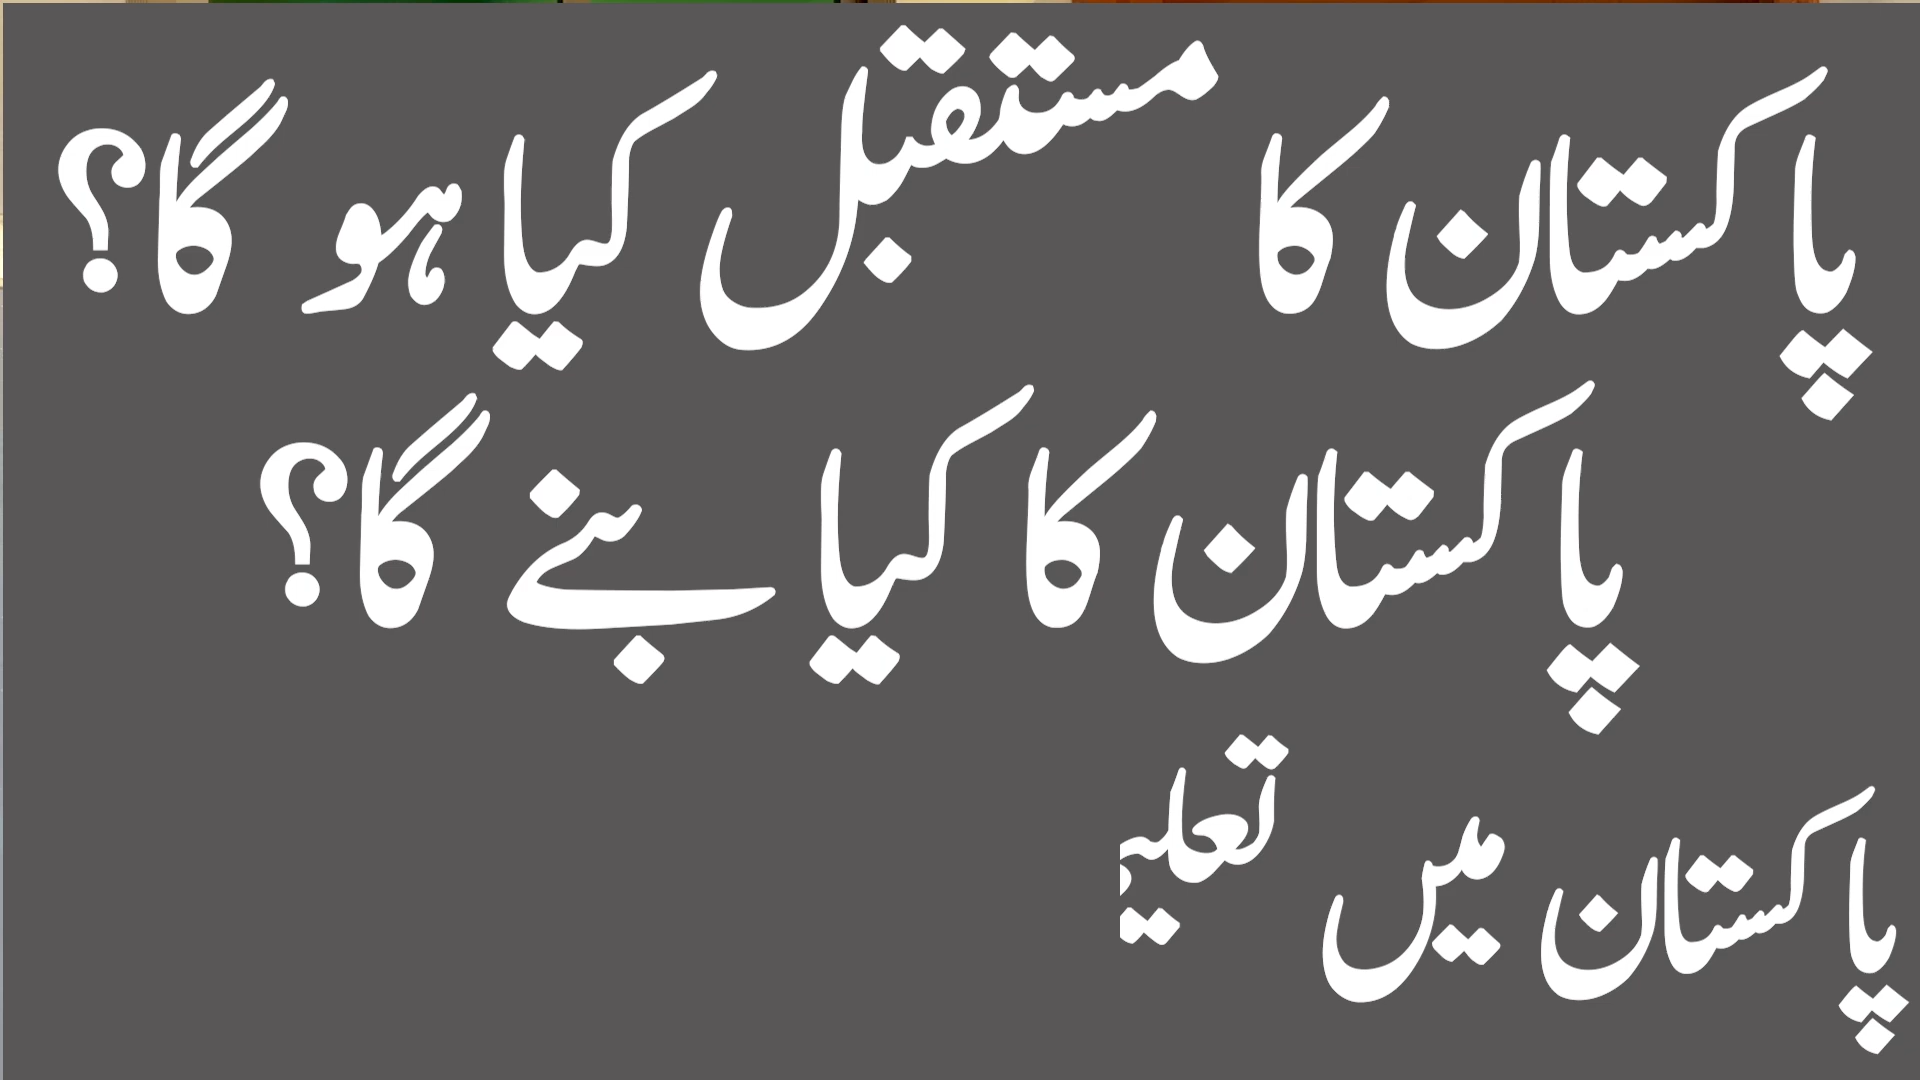 پاکستان کا مستقبل کیا ہو گا؟
پاکستان کا کیا بنے گا؟
پاکستان میں